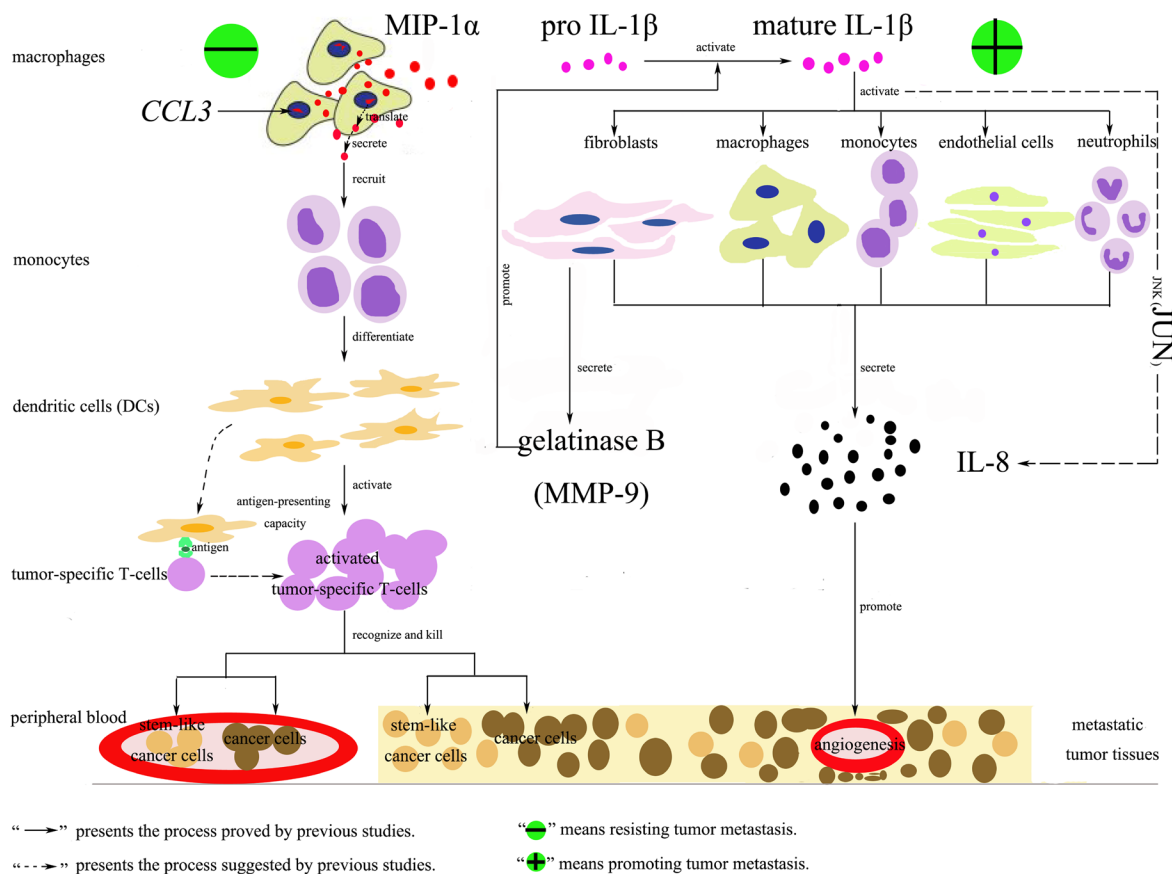 MIP-1α
pro IL-1β
mature IL-1β
macrophages
activate
activate
CCL3
translate
secrete
fibroblasts
macrophages
monocytes
endothelial cells
neutrophils
recruit
monocytes
promote
JNK (JUN)
differentiate
secrete
secrete
dendritic cells (DCs)
gelatinase B
(MMP-9)
IL-8
activate
antigen-presenting
capacity
antigen
tumor-specific T-cells
activated
tumor-specific T-cells
promote
recognize and kill
peripheral blood
stem-like
cancer cells
cancer cells
stem-like
cancer cells
cancer cells
angiogenesis
metastatic
tumor tissues
“ ” presents the process proved by previous studies.
“ ” means resisting tumor metastasis.
“ ” presents the process suggested by previous studies.
“ ” means promoting tumor metastasis.